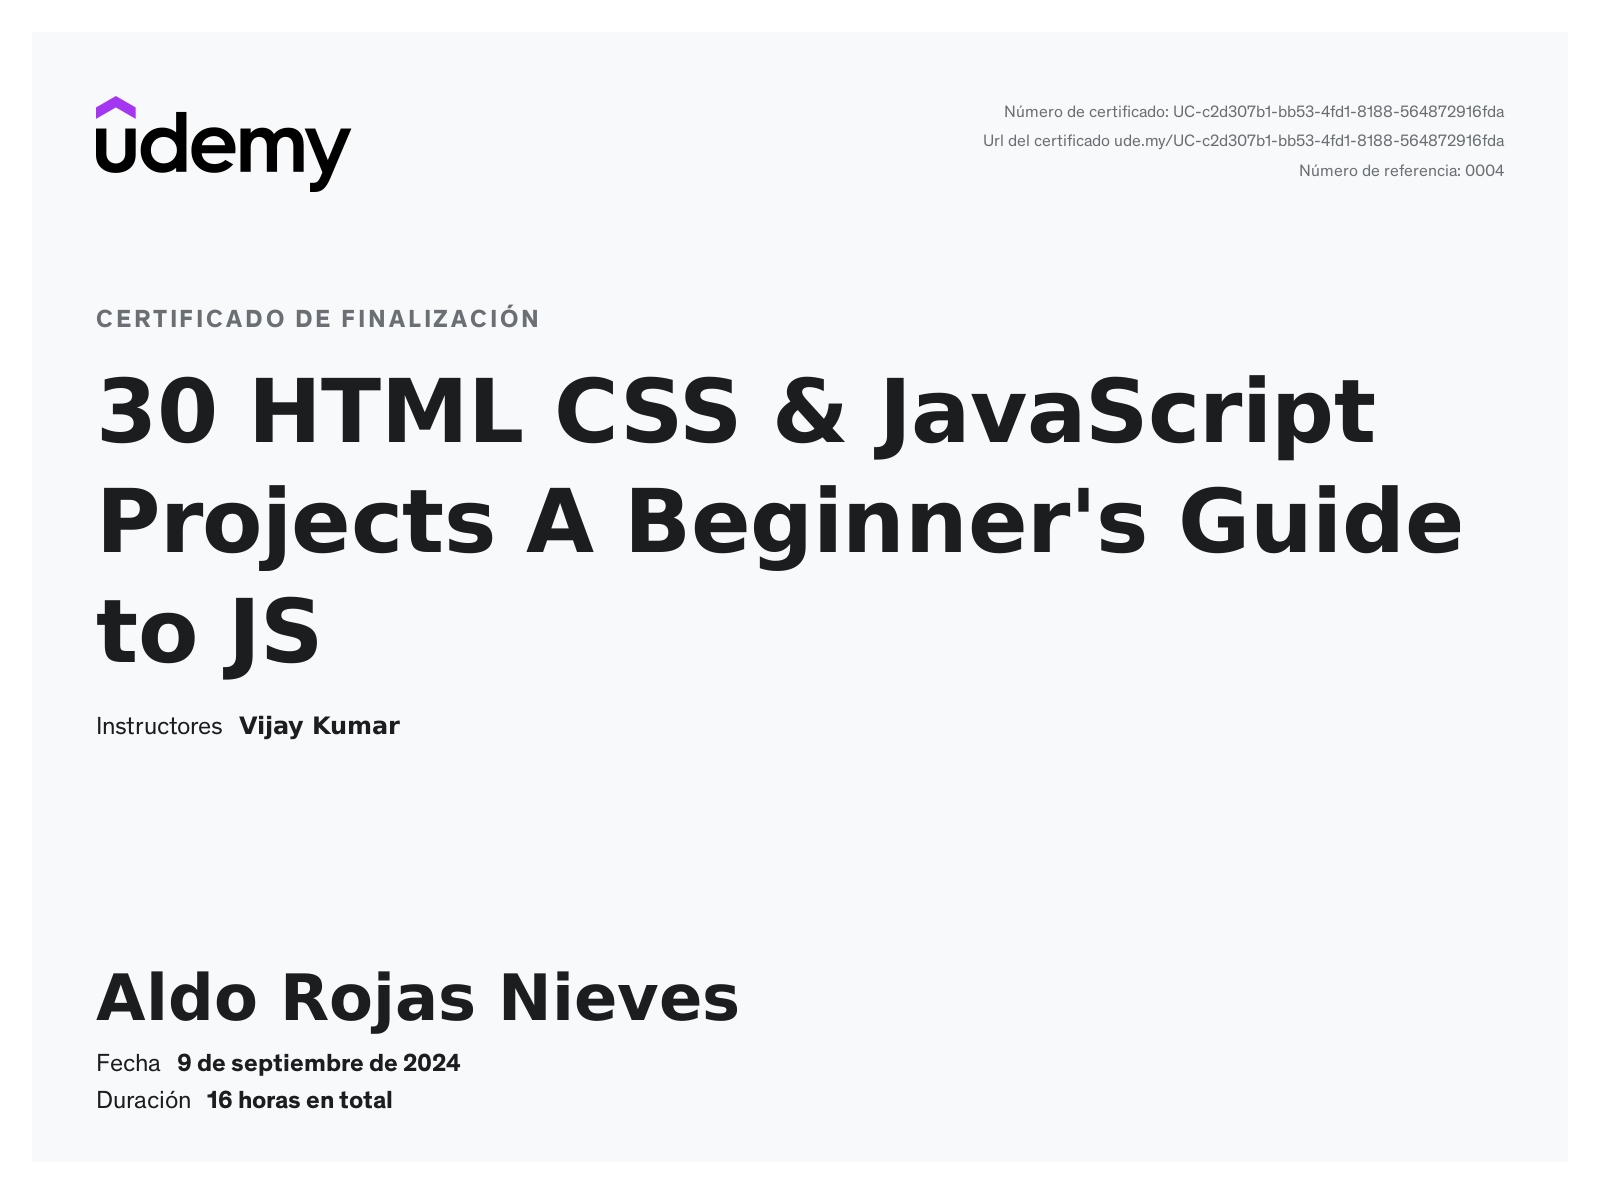 udemy
Número de certificado: UC-c2d307b1-bb53-4fd1-8188-564872916fda
Url del certificado ude.my/UC-c2d307b1-bb53-4fd1-8188-564872916fda
Número de referencia: 0004
CERTIFICADO DE FINALIZACIÓN
30 HTML CSS & JavaScript
Projects A Beginner's Guide
to JS
Instructores Vijay Kumar
Aldo Rojas Nieves
Fecha 9 de septiembre de 2024
Duración 16 horas en total